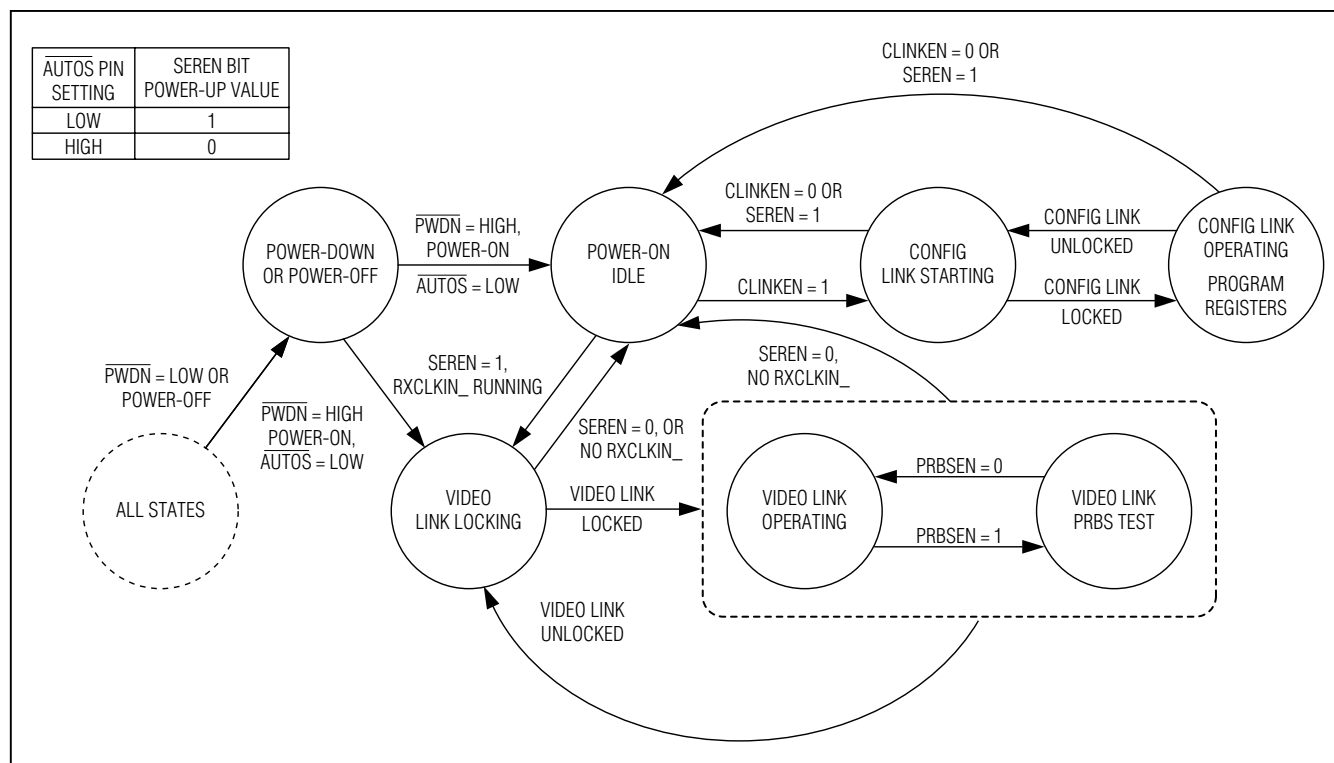 AUTOS PIN SETTING
SEREN BIT POWER-UP VALUE
LOW 1
HIGH 0
CLINKEN = 0 OR
SEREN = 1
POWER-DOWN
OR POWER-OFF
PWDN = HIGH,
POWER-ON
AUTOS = LOW
POWER-ON
IDLE
CLINKEN = 0 OR
SEREN = 1
CLINKEN = 1
CONFIG
LINK STARTING
CONFIG LINK
UNLOCKED
CONFIG LINK
LOCKED
CONFIG LINK
OPERATING
PROGRAM
REGISTERS
PWDN = LOW OR
POWER-OFF
PWDN = HIGH
POWER-ON,
AUTOS = LOW
SEREN = 1,
RXCLKIN_ RUNNING
SEREN = 0, OR
NO RXCLKIN_
SEREN = 0,
NO RXCLKIN_
ALL STATES
VIDEO
LINK LOCKING
VIDEO LINK
LOCKED
VIDEO LINK
OPERATING
PRBSEN = 0
PRBSEN = 1
VIDEO LINK
PRBS TEST
VIDEO LINK
UNLOCKED